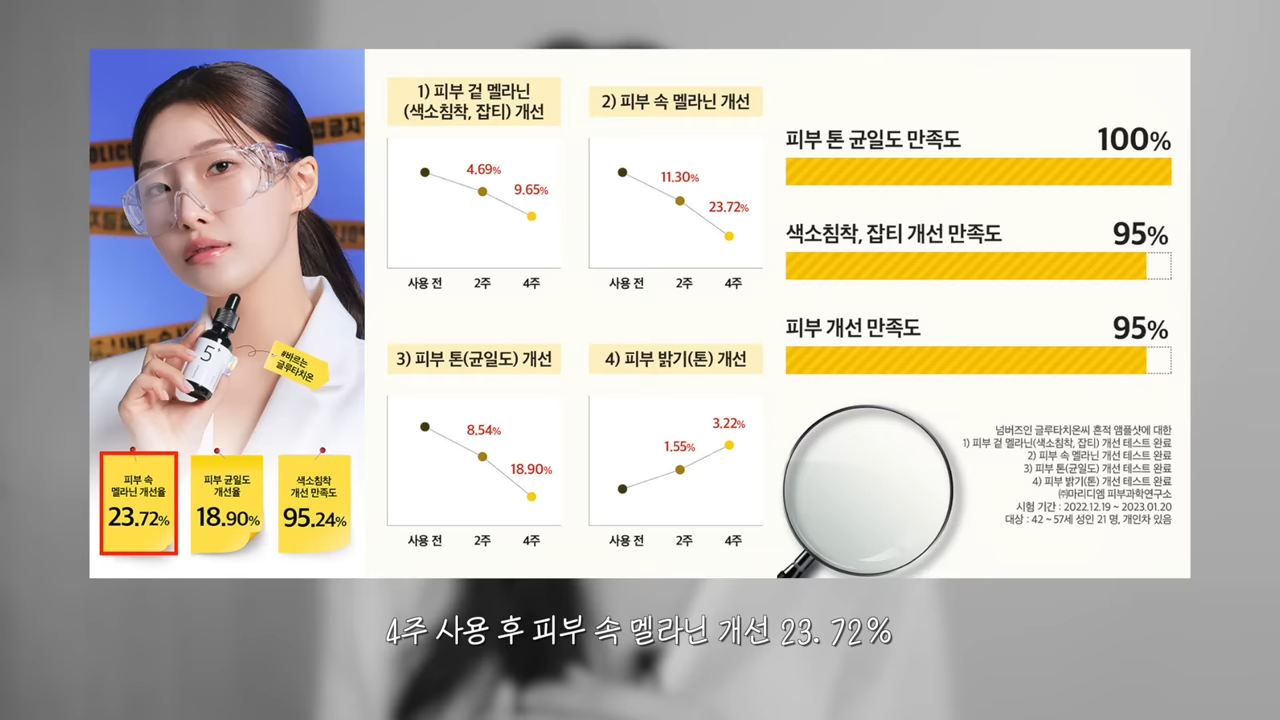 POLICE
#바르는
글루타치온
5+
피부 속
멜라닌 개선율
23.72%
피부 균일도
개선율
18.90%
색소침착
개선 만족도
95.24%
1) 피부 겉 멜라닌
(색소침착, 잡티) 개선
4.69%
9.65%
사용 전 2주 4주
2) 피부 속 멜라닌 개선
11.30%
23.72%
사용 전 2주 4주
3) 피부 톤(균일도) 개선
8.54%
18.90%
사용 전 2주 4주
4) 피부 밝기(톤) 개선
1.55%
3.22%
사용 전 2주 4주
피부 톤 균일도 만족도 100%
색소침착, 잡티 개선 만족도 95%
피부 개선 만족도 95%
넘버즈인 글루타치온씨 흔적 앰플샷에 대한
1) 피부 겉 멜라닌(색소침착, 잡티) 개선 테스트 완료
2) 피부 속 멜라닌 개선 테스트 완료
3) 피부 톤(균일도) 개선 테스트 완료
4) 피부 밝기(톤) 개선 테스트 완료
㈜마리디엠 피부과학연구소
시험 기간 : 2022.12.19 ~ 2023.01.20
대상 : 42 ~ 57세 성인 21 명, 개인차 있음
4주 사용 후 피부 속 멜라닌 개선 23.72%